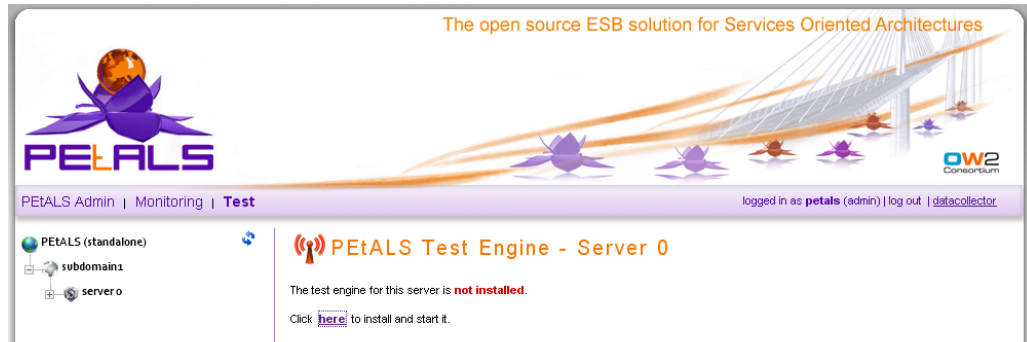 The open source ESB solution for Services Oriented Architectures
PEtALS
OW2
Consortium
PEtALS Admin | Monitoring | Test
logged in as petals (admin) | log out | datacollector
PEtALS (standalone)
subdomain1
server 0
PEtALS Test Engine - Server 0
The test engine for this server is not installed.
Click here to install and start it.